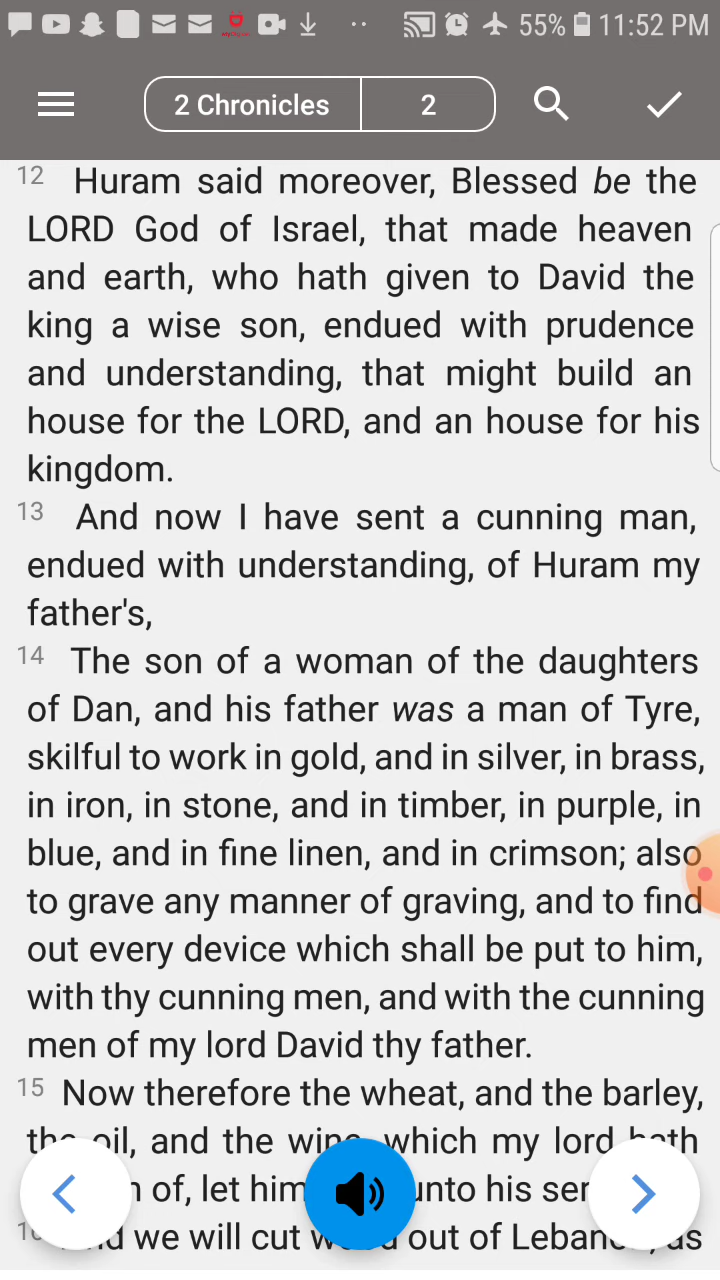 55% 11:52 PM
2 Chronicles 2
12 Huram said moreover, Blessed be the
LORD God of Israel, that made heaven
and earth, who hath given to David the
king a wise son, endued with prudence
and understanding, that might build an
house for the LORD, and an house for his
kingdom.
13 And now I have sent a cunning man,
endued with understanding, of Huram my
father's,
14 The son of a woman of the daughters
of Dan, and his father was a man of Tyre,
skilful to work in gold, and in silver, in brass,
in iron, in stone, and in timber, in purple, in
blue, and in fine linen, and in crimson; also
to grave any manner of graving, and to find
out every device which shall be put to him,
with thy cunning men, and with the cunning
men of my lord David thy father.
15 Now therefore the wheat, and the barley,
the oil, and the wine, which my lord hath
of, let him unto his
we will cut out of Lebanon, as